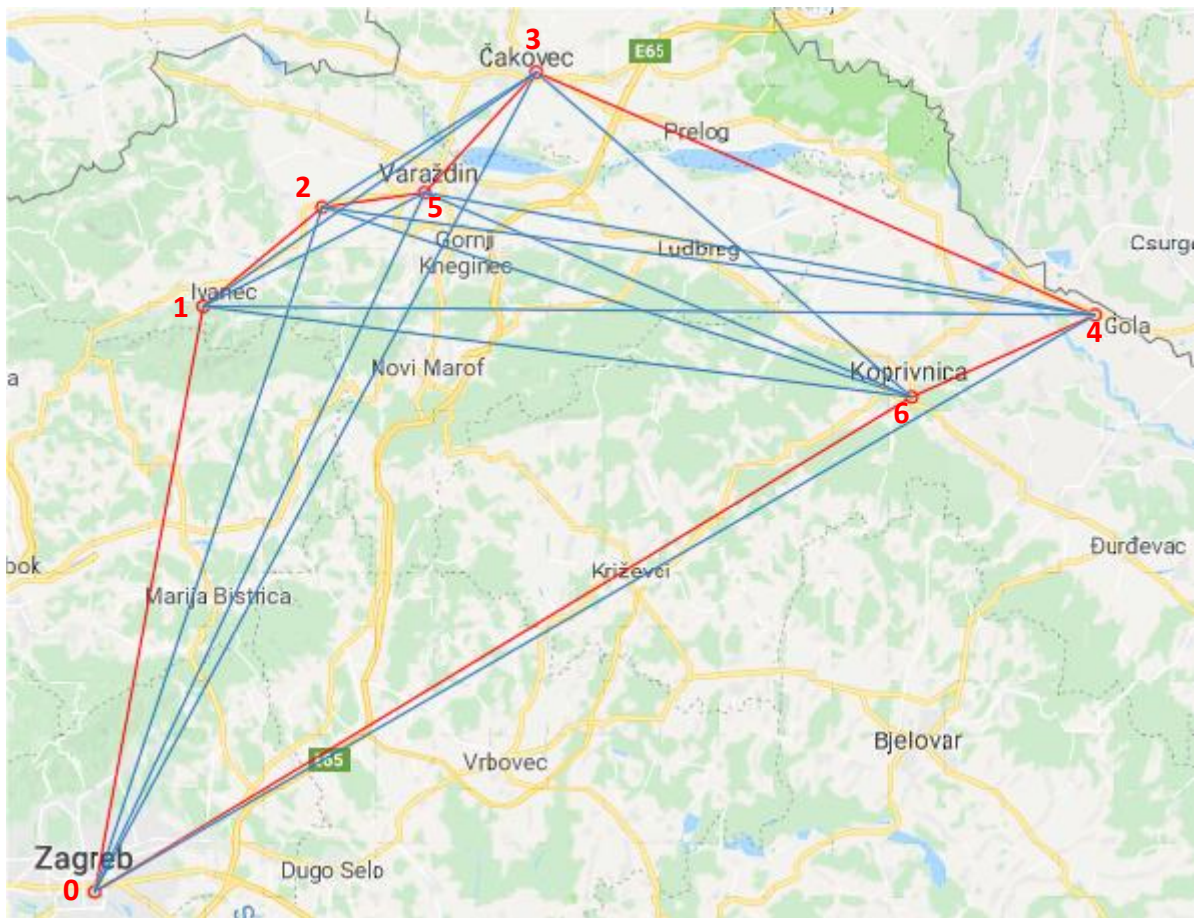 3
Čakovec
E65
Prelog
Varaždin
2
5
Gornji
Kneginec
Ludbreg
Csurgo
Ivanec
1
Gola
4
Novi Marof
Koprivnica
6
a
Đurđevac
Križevci
bok
Marija Bistrica
Bjelovar
E65
Vrbovec
Zagreb
Dugo Selo
0